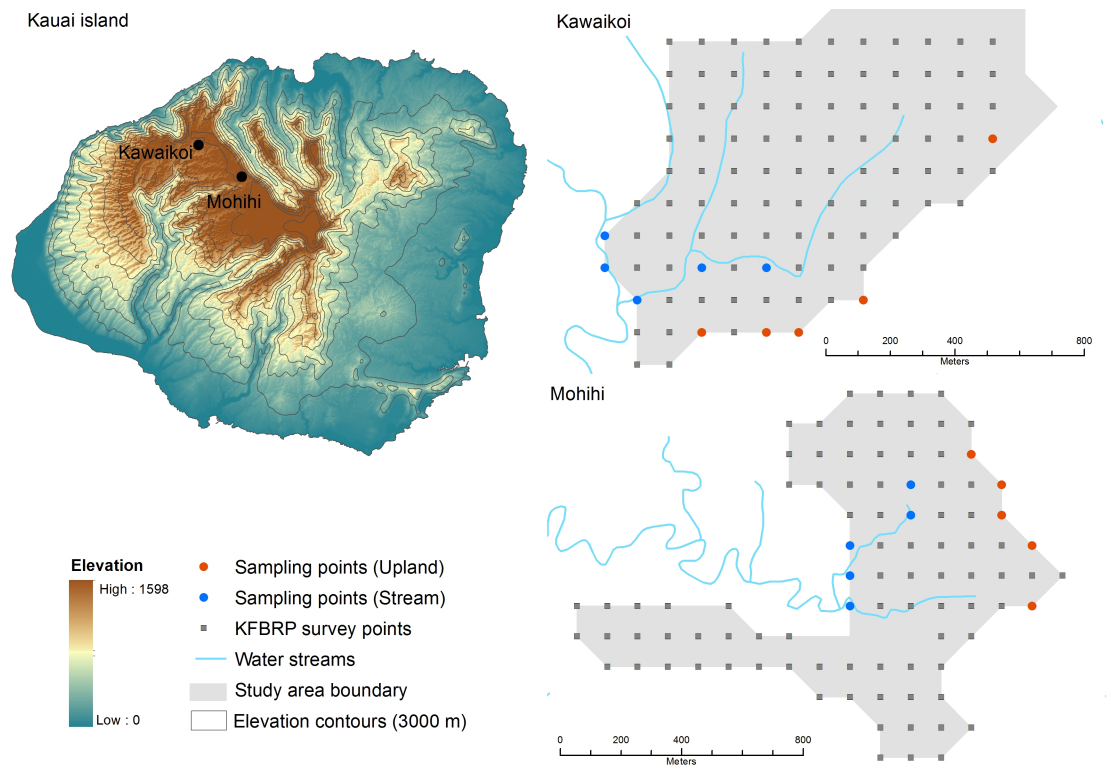 Kauai island
Kawaikoi
Mohihi
Elevation
High : 1598
Low : 0
Sampling points (Upland)
Sampling points (Stream)
KFBRP survey points
Water streams
Study area boundary
Elevation contours (3000 m)
Kawaikoi
0 200 400 800
Meters
Mohihi
0 200 400 800
Meters